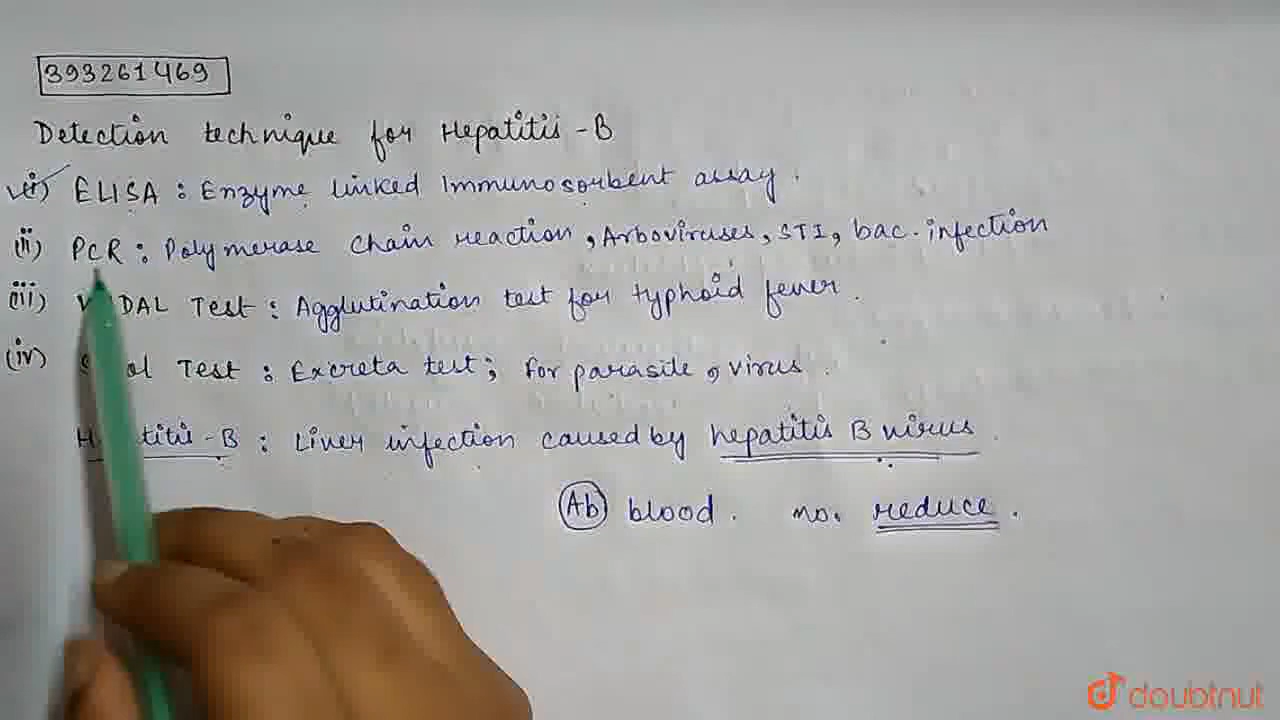 393261469
Detection technique for Hepatitis - B
(i) ELISA : Enzyme linked Immunosorbent assay .
(ii) PCR : Polymerase Chain reaction , Arboviruses, STI, bac. infection
(iii) DAL Test : Agglutination test for typhoid fever .
(iv) Test : Excreta test ; for parasite , virus .
- B : Liver infection caused by hepatitis B virus .
Ab blood . no. reduce .
doubtnut